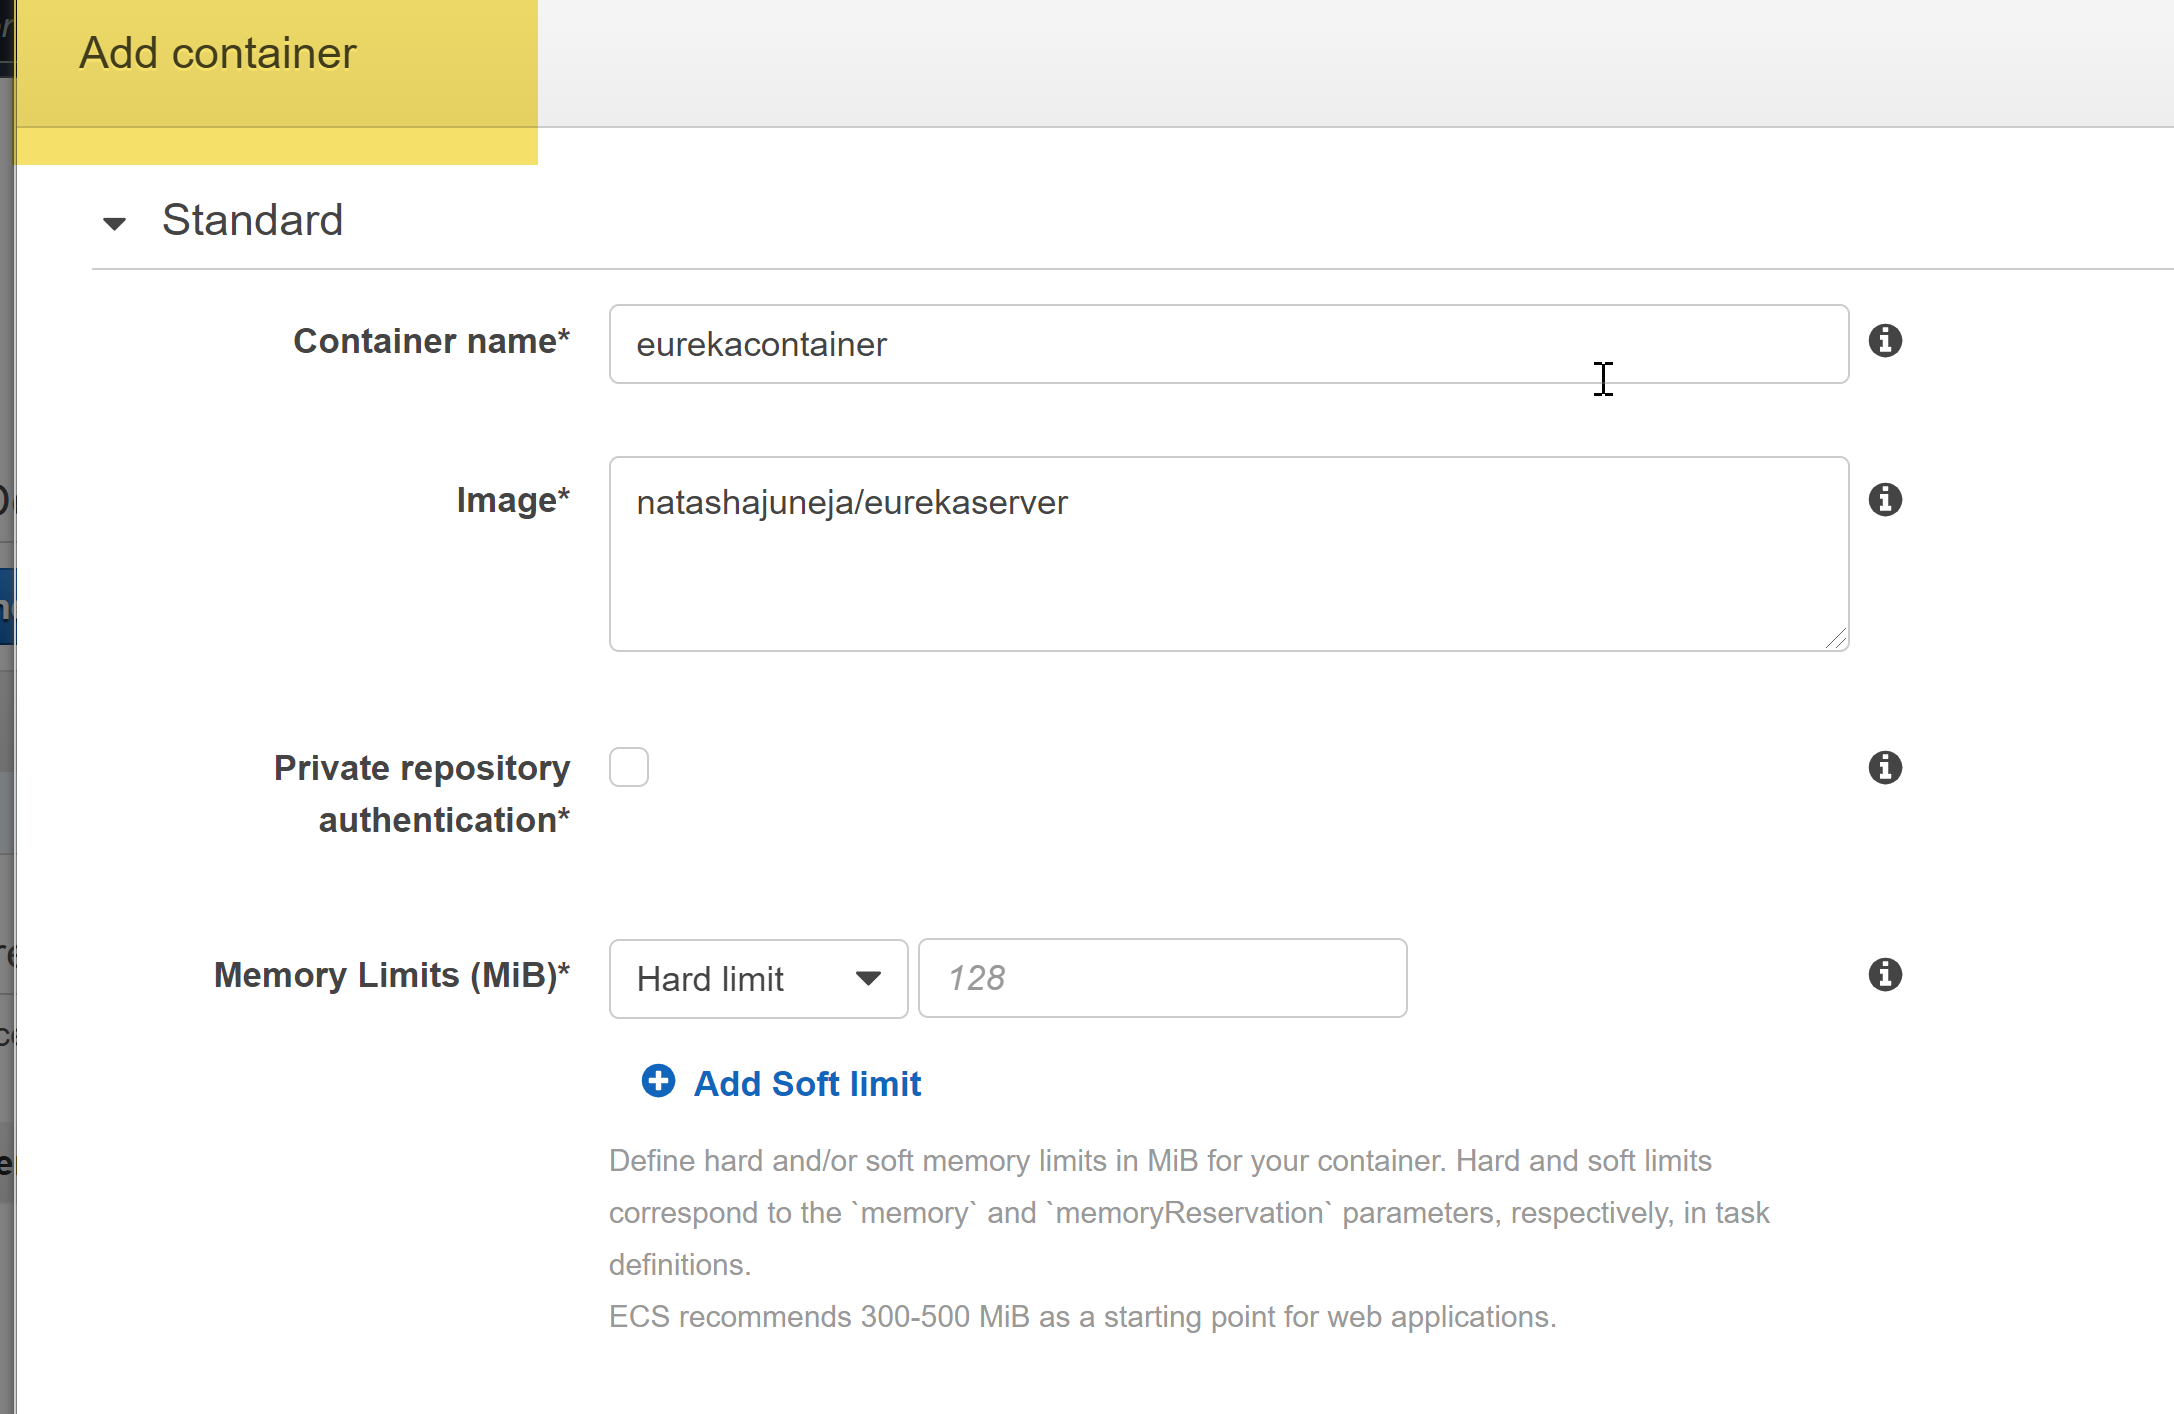 Add container
Standard
Container name*
eurekacontainer
Image*
natashajuneja/eurekaserver
Private repository
authentication*
Memory Limits (MiB)*
Hard limit
128
Add Soft limit
Define hard and/or soft memory limits in MiB for your container. Hard and soft limits
correspond to the `memory` and `memoryReservation` parameters, respectively, in task
definitions.
ECS recommends 300-500 MiB as a starting point for web applications.